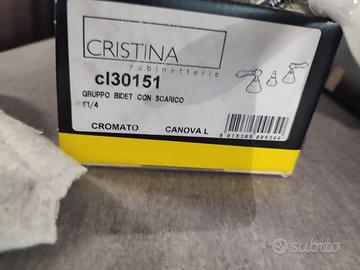 CRISTINA
rubinetterie
cl30151
GRUPPO BIDET CON SCARICO
1"1/4
CROMATO CANOVA L
subito